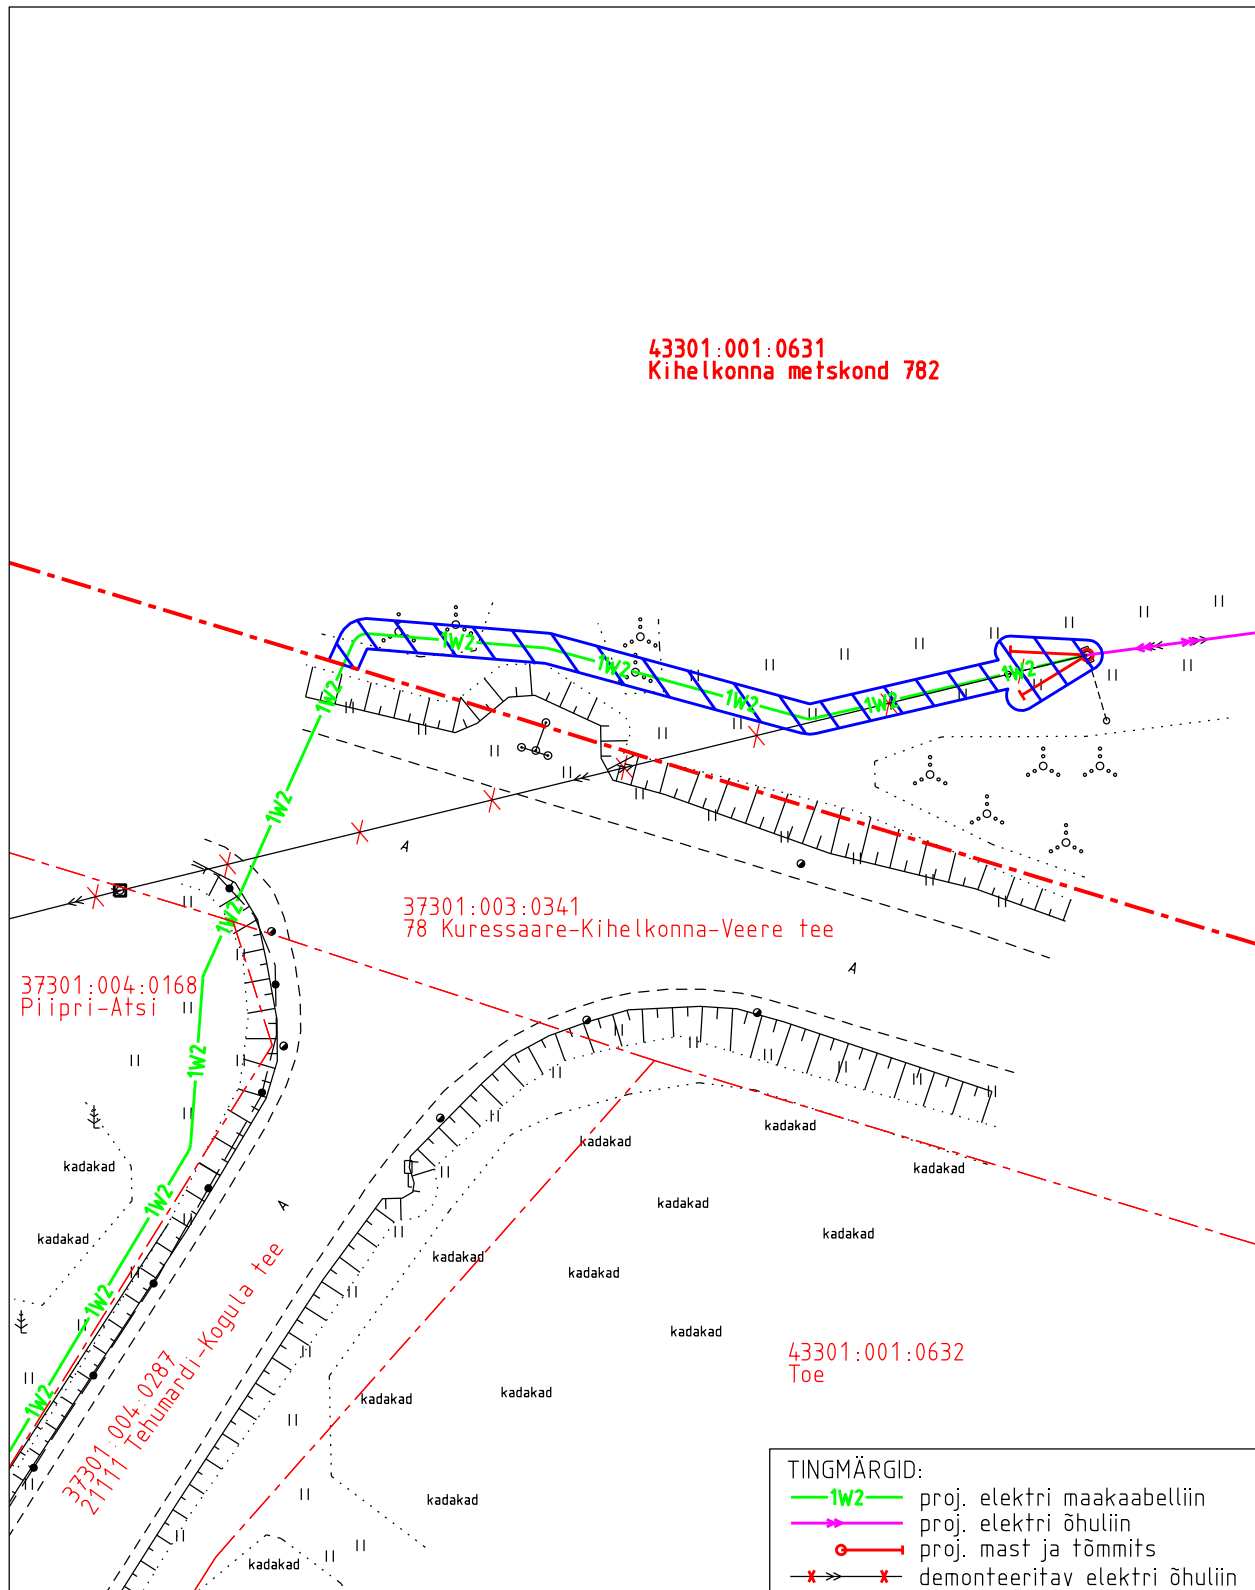 43301:001:0631
Kihelkonna metskond 782
1W2
1W2
1W2
1W2
1W2
1W2
1W2
A
37301:003:0341
78 Kuressaare-Kihelkonna-Veere tee
1W2
A
37301:004:0168
Piipri-Atsi
1W2
kadakad
kadakad
kadakad
kadakad
kadakad
1W2
A
kadakad
kadakad
kadakad
kadakad
1W2
kadakad
37301:004:0287
21111 Tehumardi-Kogula tee
43301:001:0632
Toe
1W2
kadakad
kadakad
kadakad
kadakad
TINGMÄRGID:
1W2 proj. elektri maakaabelliin
proj. elektri õhuliin
proj. mast ja tõmmits
demonteeritav elektri õhuliin